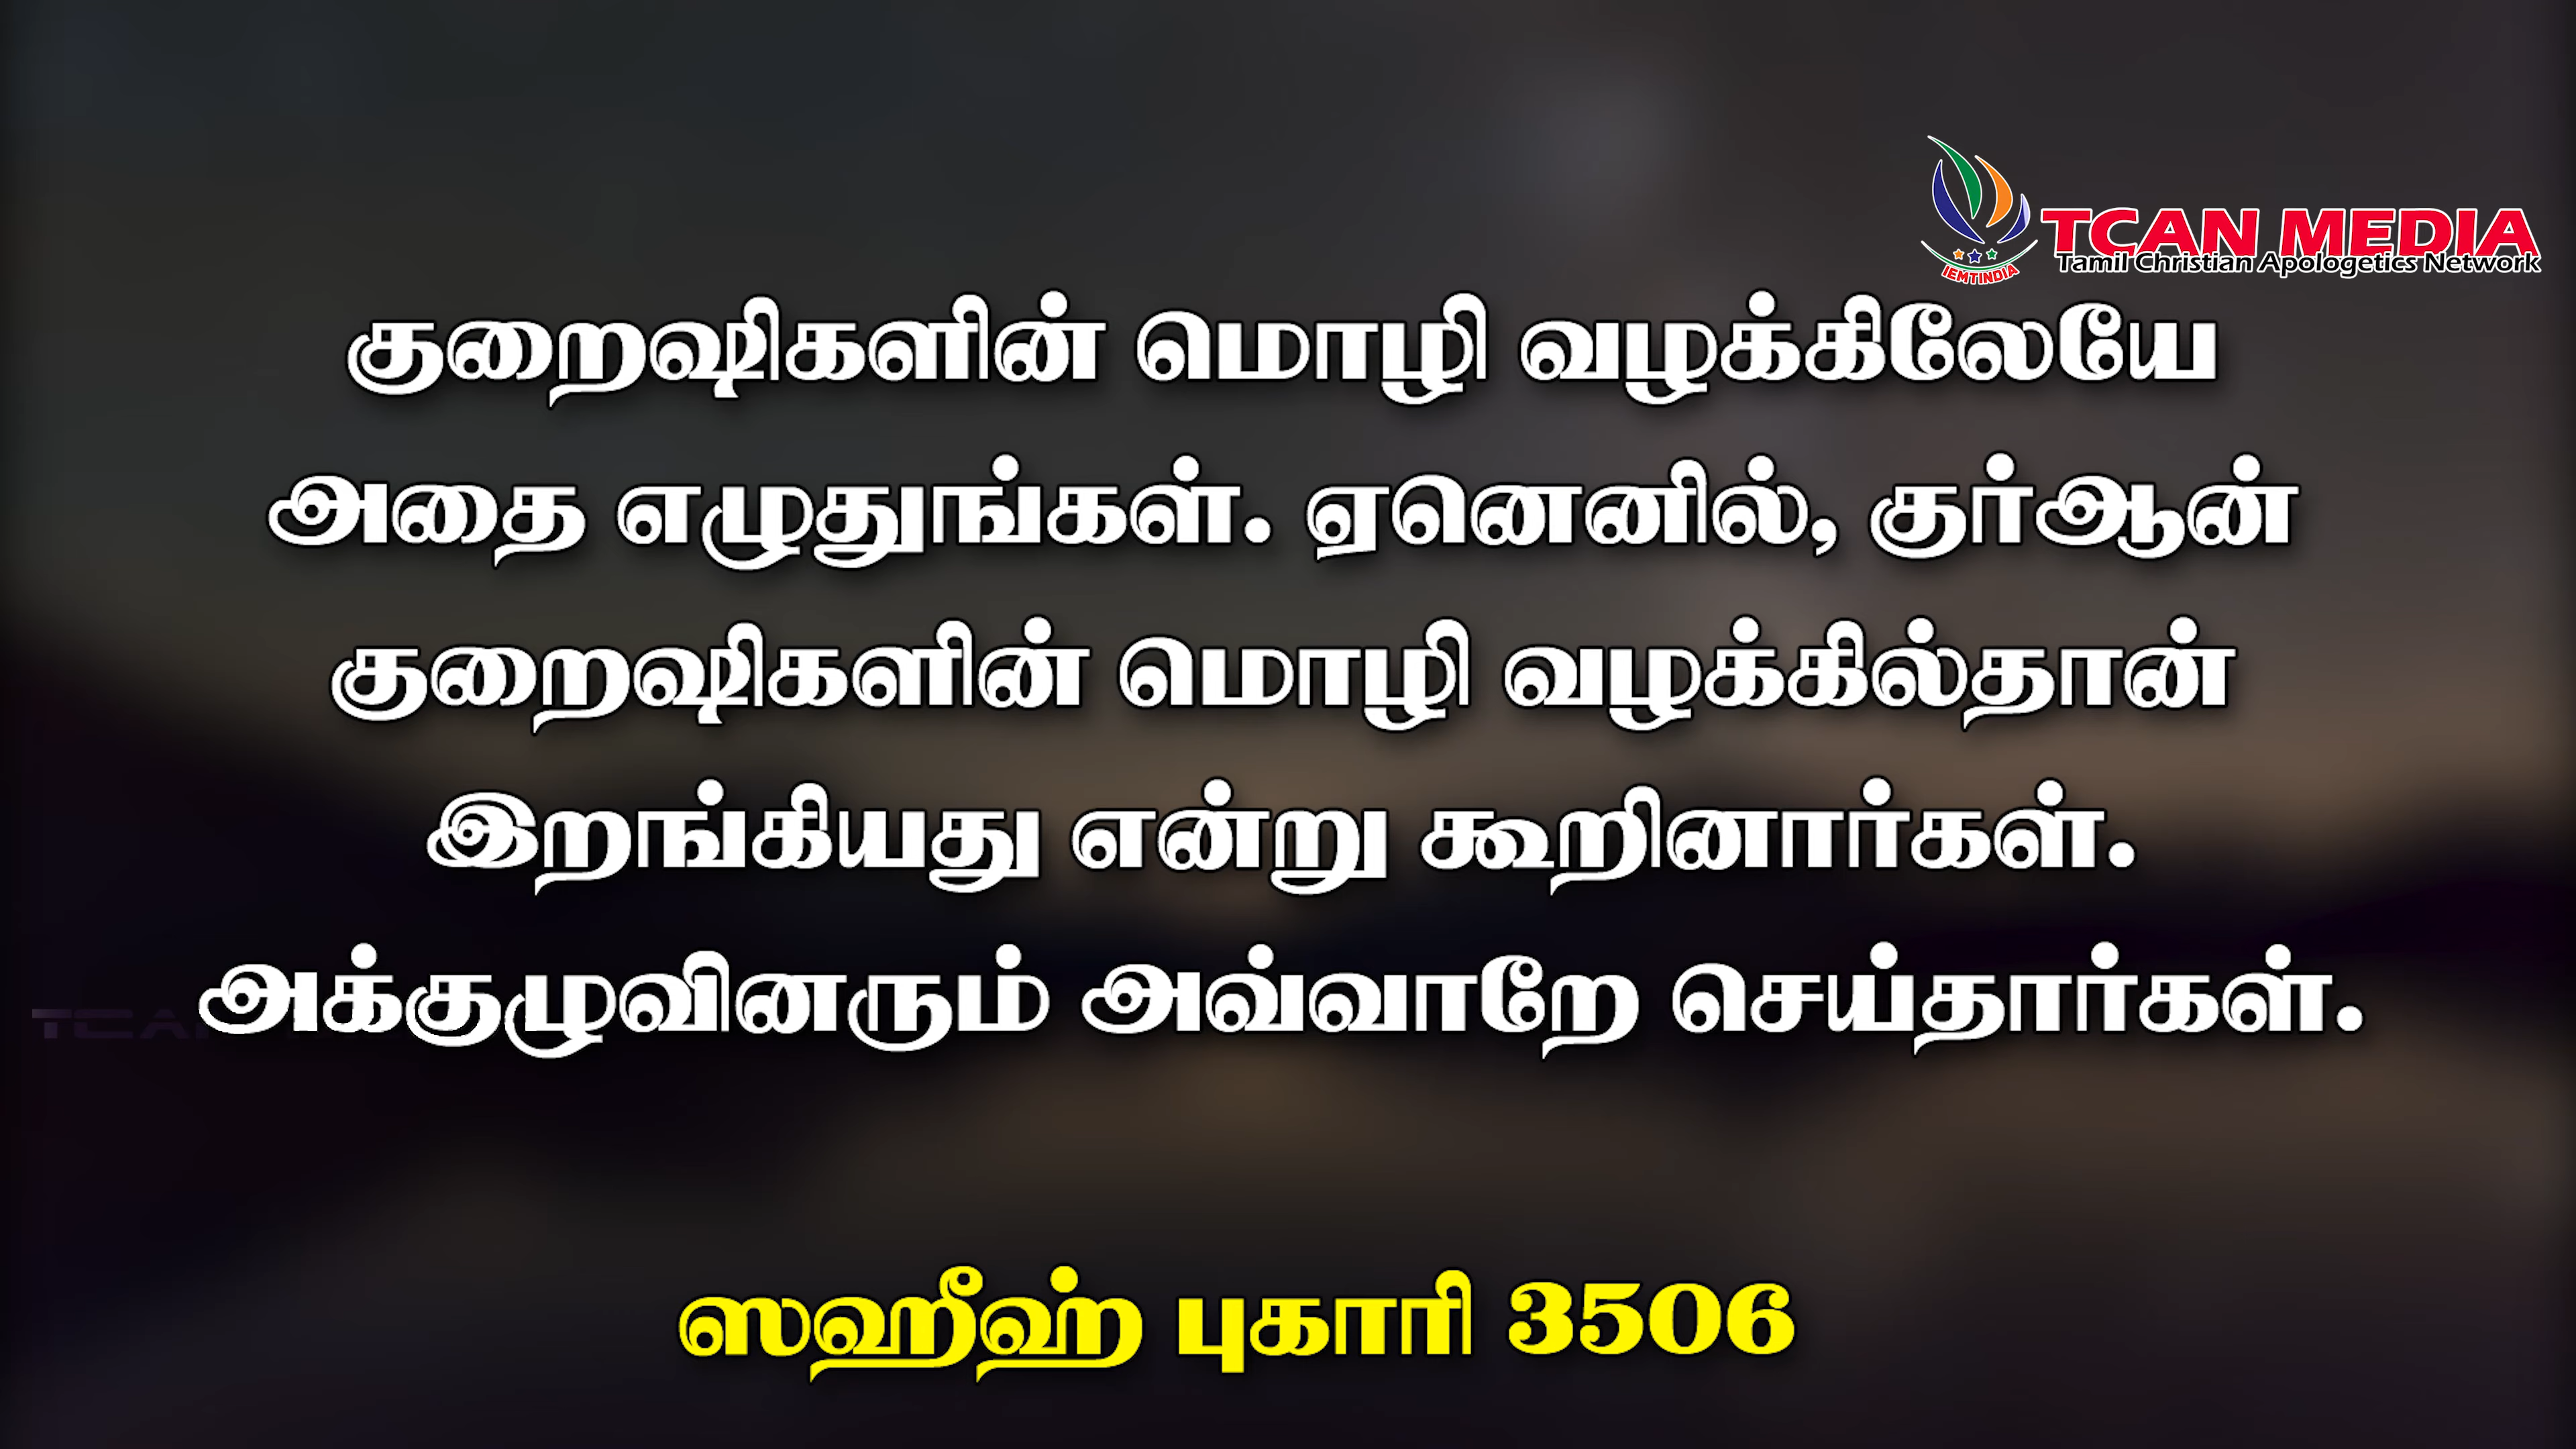 TCAN MEDIA
Tamil Christian Apologetics Network
IEMTINDIA
குறைஷிகளின் மொழி வழக்கிலேயே
அதை எழுதுங்கள். ஏனெனில், குர்ஆன்
குறைஷிகளின் மொழி வழக்கில்தான்
இறங்கியது என்று கூறினார்கள்.
அக்குழுவினரும் அவ்வாறே செய்தார்கள்.
ஸஹீஹ் புகாரி 3506